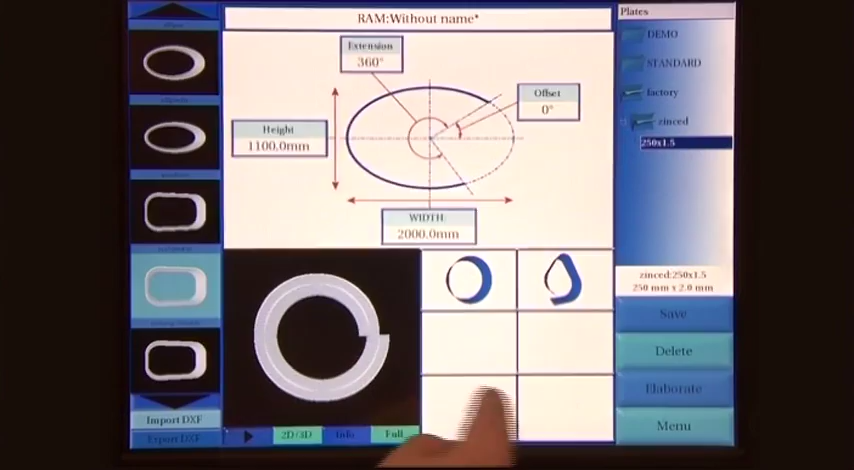 RAM:Without name*
Plates
DEMO
STANDARD
factory
zinced
250x1.5
Extension
360°
Offset
0°
Height
1100.0mm
WIDTH
2000.0mm
zinced:250x1.5
250 mm x 2.0 mm
Save
Delete
Elaborate
Menu
Import DXF
Export DXF
2D/3D
Info
Full